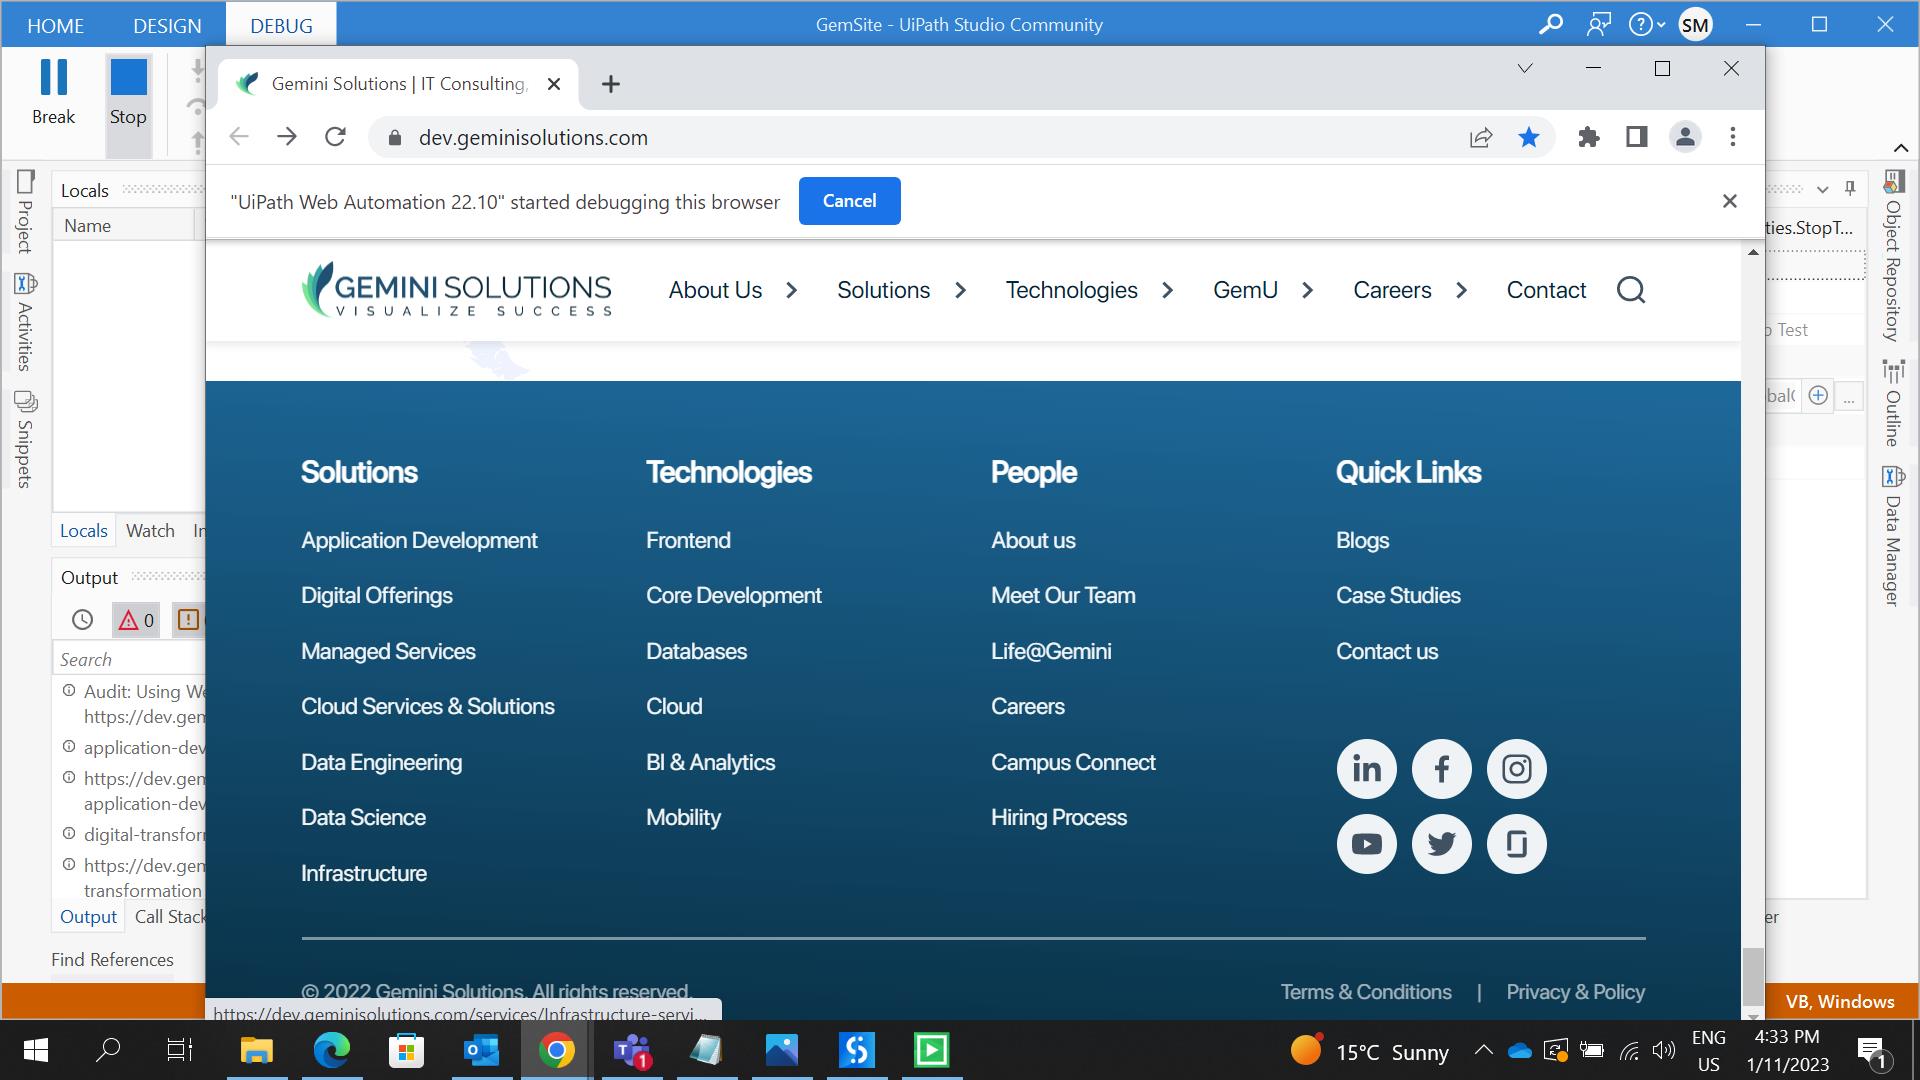 HOME DESIGN DEBUG GemSite - UiPath Studio Community SM
Break Stop
Gemini Solutions | IT Consulting,
dev.geminisolutions.com
"UiPath Web Automation 22.10" started debugging this browser Cancel
Project
Activities
Snippets
Locals
Name
Locals Watch In
Output
0
Search
Audit: Using We
https://dev.gem
application-dev
https://dev.gem
application-dev
digital-transfor
https://dev.gem
transformation
Output Call Stack
Find References
GEMINI SOLUTIONS
VISUALIZE SUCCESS
About Us Solutions Technologies GemU Careers Contact
Solutions
Application Development
Digital Offerings
Managed Services
Cloud Services & Solutions
Data Engineering
Data Science
Infrastructure
Technologies
Frontend
Core Development
Databases
Cloud
BI & Analytics
Mobility
People
About us
Meet Our Team
Life@Gemini
Careers
Campus Connect
Hiring Process
Quick Links
Blogs
Case Studies
Contact us
© 2022 Gemini Solutions. All rights reserved.
Terms & Conditions | Privacy & Policy
https://dev.geminisolutions.com/services/Infrastructure-servi...
ties.StopT...
Test
...
er
Object Repository
Outline
Data Manager
VB, Windows
1
15°C Sunny
ENG
US
4:33 PM
1/11/2023
1